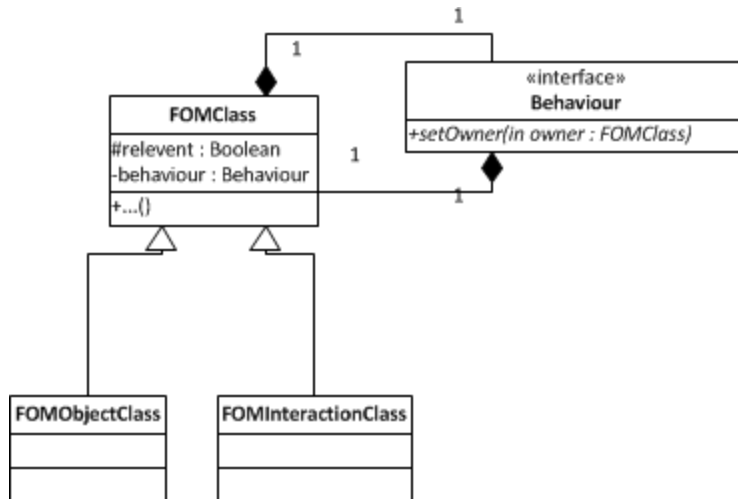 1
1
«interface»
Behaviour
+setOwner(in owner : FOMClass)
FOMClass
#relevent : Boolean
-behaviour : Behaviour
+...()
1
1
FOMObjectClass
FOMInteractionClass